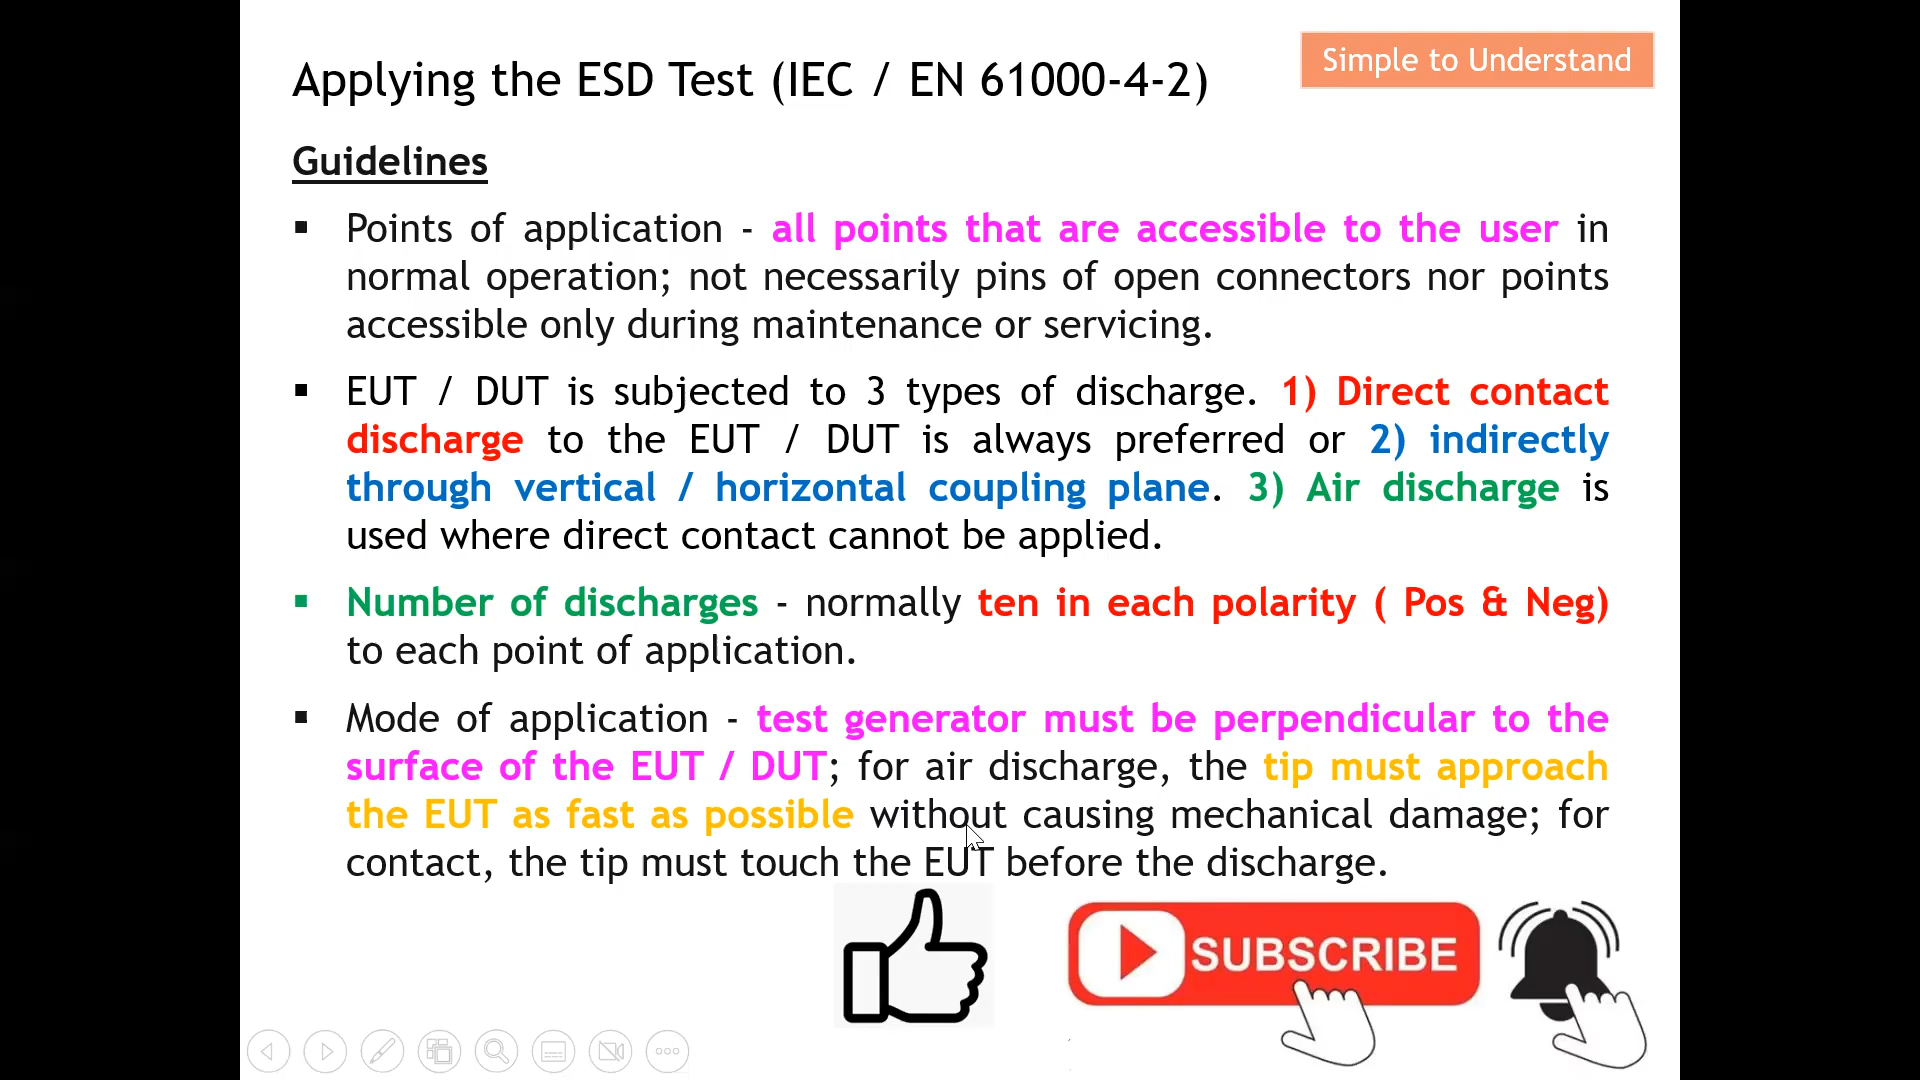 Simple to Understand
Applying the ESD Test (IEC / EN 61000-4-2)
Guidelines
▪ Points of application - all points that are accessible to the user in
normal operation; not necessarily pins of open connectors nor points
accessible only during maintenance or servicing.
▪ EUT / DUT is subjected to 3 types of discharge. 1) Direct contact
discharge to the EUT / DUT is always preferred or 2) indirectly
through vertical / horizontal coupling plane. 3) Air discharge is
used where direct contact cannot be applied.
▪ Number of discharges - normally ten in each polarity ( Pos & Neg)
to each point of application.
▪ Mode of application - test generator must be perpendicular to the
surface of the EUT / DUT; for air discharge, the tip must approach
the EUT as fast as possible without causing mechanical damage; for
contact, the tip must touch the EUT before the discharge.
SUBSCRIBE